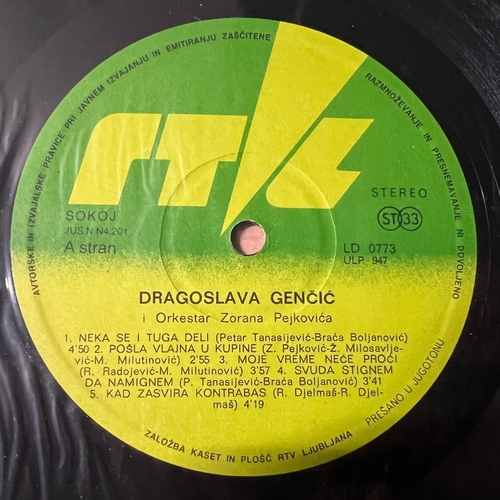 AVTORSKE IN IZVAJALSKE PRAVICE PRI JAVNEM IZVAJANJU IN EMITIRANJU ZAŠČITENE
RAZMNOŽEVANJE IN PRESNEMAVANJE NI DOVOLJENO
RTVL
SOKOJ
JUS N N4.201
A stran
STEREO
ST 33
LD 0773
ULP-947
DRAGOSLAVA GENČIĆ
i Orkestar Zorana Pejkovića
1. NEKA SE I TUGA DELI (Petar Tanasijević-Braća Boljanović)
4'50 2. POŠLA VLAJNA U KUPINE (Z. Pejković-Ž. Milosavlje-
vić-M. Milutinović) 2'55 3. MOJE VREME NEĆE PROĆI
(R. Radojević-M. Milutinović) 3'57 4. SVUDA STIGNEM
DA NAMIGNEM (P. Tanasijević-Braća Boljanović) 3'41
5. KAD ZASVIRA KONTRABAS (R. Djelmaš-R. Djel-
maš) 4'19
PRESANO U JUGOTONU
ZALOŽBA KASET IN PLOŠČ RTV LJUBLJANA